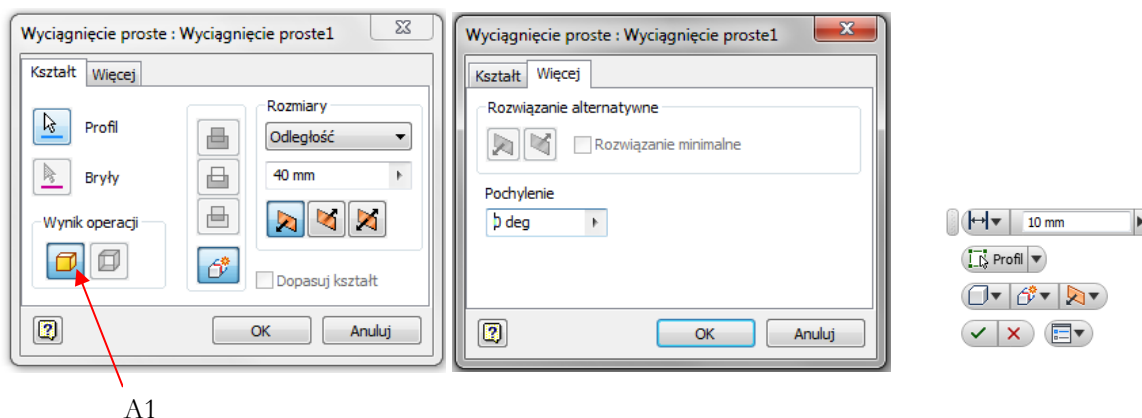 Wyciągnięcie proste : Wyciągnięcie proste1
Kształt Więcej
Profil
Bryły
Wynik operacji
Rozmiary
Odległość
40 mm
Dopasuj kształt
OK Anuluj
A1
Wyciągnięcie proste : Wyciągnięcie proste1
Kształt Więcej
Rozwiązanie alternatywne
Rozwiązanie minimalne
Pochylenie
0 deg
OK Anuluj
10 mm
Profil